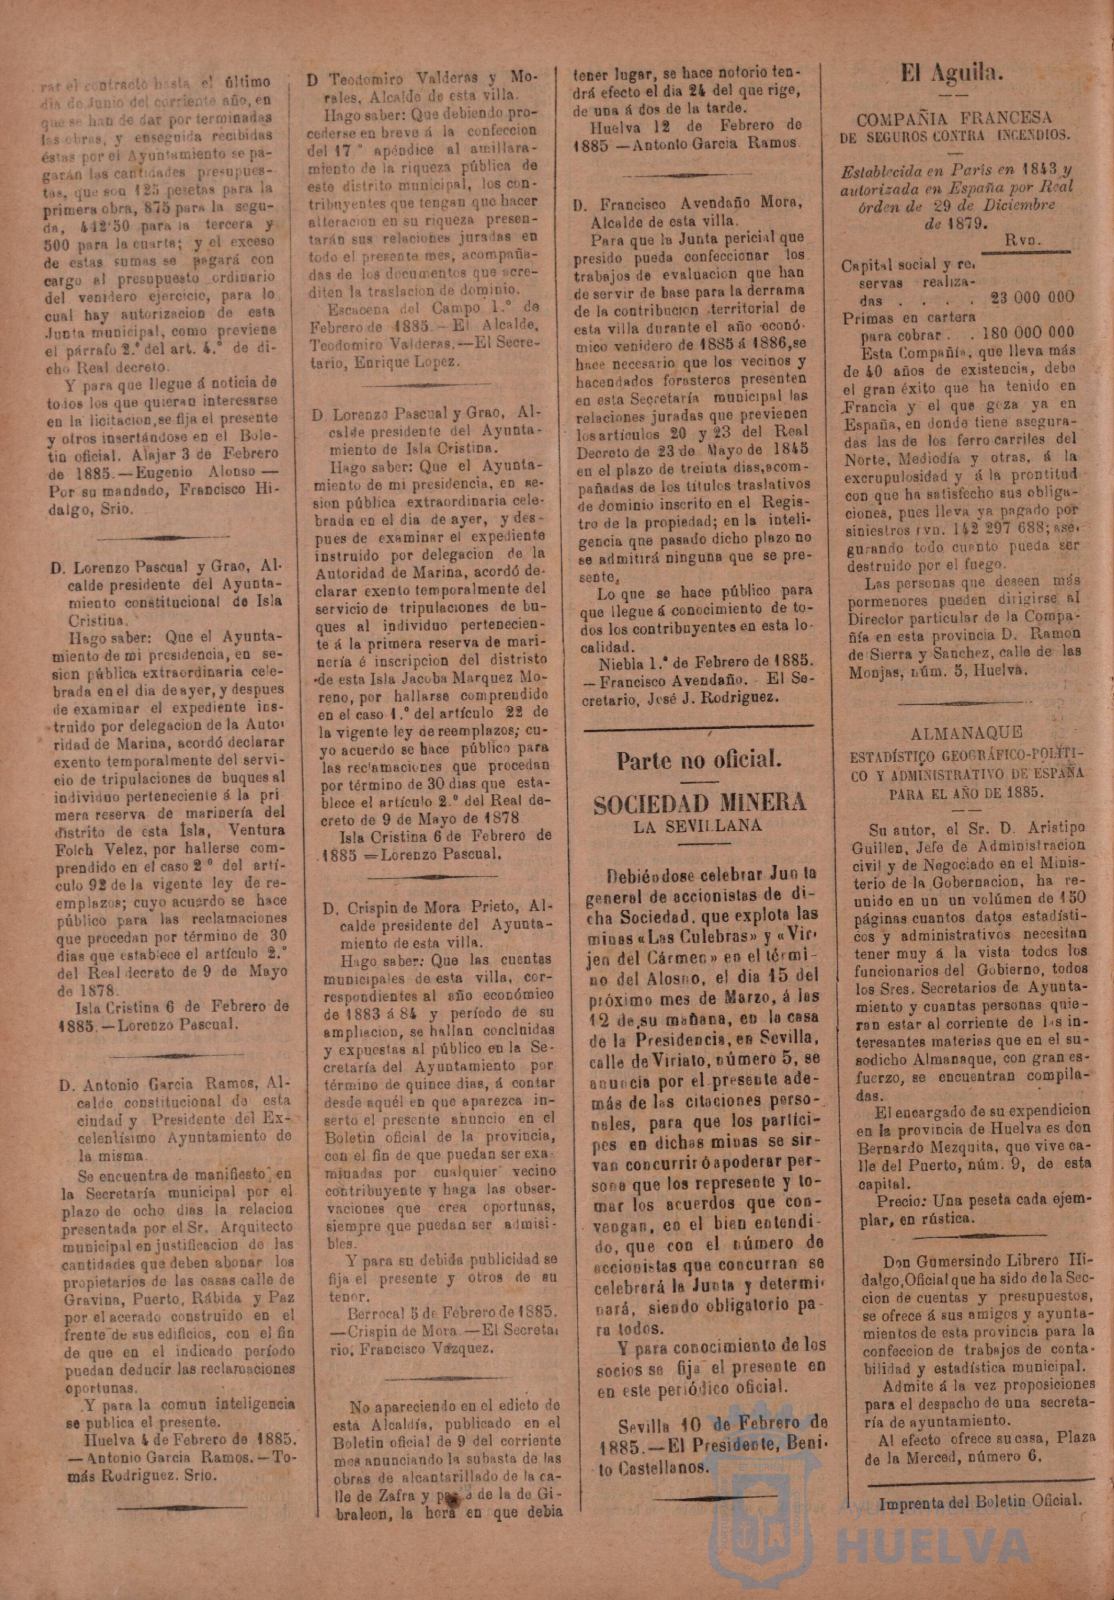 rar el contracto hasta el último
dia de Junio del corriente año, en
que se han de dar por terminadas
las obras, y enseguida recibidas
éstas por el Ayuntamiento se pa-
garán las cantidades presupues-
tas, que son 125 pesetas para la
primera obra, 875 para la segu-
da, 412'50 para la tercera y
500 para la cuarta; y el exceso
de estas sumas se pagará con
cargo al presupuesto ordinario
del venidero ejercicic, para lo
cual hay autorizacion de esta
Junta municipal, como previene
el párrafo 2.º del art. 4.º de di-
cho Real decreto.
Y para que llegue á noticia de
todos los que quieran interesarse
en la licitacion, se fija el presente
y otros insertándose en el Bole-
tin oficial. Alajar 3 de Febrero
de 1885.—Eugenio Alonso—
Por su mandado, Francisco Hi-
dalgo, Srio.
D. Lorenzo Pascual y Grao, Al-
calde presidente del Ayunta-
miento constitucional de Isla
Cristina.
Hago saber: Que el Ayunta-
miento de mi presidencia, en se-
sion pública extraordinaria cele-
brada en el dia de ayer, y despues
de examinar el expediente ins-
truido por delegacion de la Auto-
ridad de Marina, acordó declarar
exento temporalmente del servi-
cio de tripulaciones de buques al
individuo perteneciente á la pri
mera reserva de marinería del
distrito de esta Isla, Ventura
Folch Velez, por hallerse com-
prendido en el caso 2º del artí-
culo 92 de la vigente ley de re-
emplazos; cuyo acuerdo se hace
público para las reclamaciones
que procedan por término de 30
dias que establece el artículo 2.º
del Real decreto de 9 de Mayo
de 1878.
Isla Cristina 6 de Febrero de
1885.—Lorenzo Pascual.
D. Antonio Garcia Ramos, Al-
calde constitucional de esta
ciudad y Presidente del Ex-
celentísimo Ayuntamiento de
la misma.
Se encuentra de manifiesto en
la Secretaría municipal por el
plazo de ocho dias la relacion
presentada por el Sr. Arquitecto
municipal en justificacion de las
cantidades que deben abonar los
propietarios de las casas calle de
Gravina, Puerto, Rábida y Paz
por el acerado construido en el
frente de sus edificios, con el fin
de que en el indicado período
puedan deducir las reclamaciones
oportunas.
Y para la comun inteligencia
se publica el presente.
Huelva 4 de Febrero de 1885.
—Antonio Garcia Ramos.—To-
más Rodriguez. Srio.
D Teodomiro Valderas y Mo-
rales, Alcalde de esta villa.
Hago saber: Que debiendo pro-
cederse en breve á la confeccion
del 17º apéndice al amillara-
miento de la riqueza pública de
este distrito municipal, los con-
tribuyentes que tengan que hacer
alteracion en su riqueza presen-
tarán sus relaciones juradas en
todo el presente mes, acompaña-
das de los documentos que acre-
diten la traslacion de dominio.
Escacena del Campo 1.º de
Febrero de 1885.—El Alcalde,
Teodomiro Valderas.—El Secre-
tario, Enrique Lopez.
D. Lorenzo Pascual y Grao, Al-
calde presidente del Ayunta-
miento de Isla Cristina.
Hago saber: Que el Ayunta-
miento de mi presidencia, en se-
sion pública extraordinaria cele-
brada en el dia de ayer, y des-
pues de examinar el expediente
instruido por delegacion de la
Autoridad de Marina, acordó de-
clarar exento temporalmente del
servicio de tripulaciones de bu-
ques al individuo pertenecien-
te á la primera reserva de mari-
nería é inscripcion del distristo
de esta Isla Jacoba Marquez Mo-
reno, por hallarse comprendido
en el caso 1.º del artículo 22 de
la vigente ley de reemplazos; cu-
yo acuerdo se hace público para
las reclamaciones que procedan
por término de 30 dias que esta-
blece el artículo 2.º del Real de-
creto de 9 de Mayo de 1878
Isla Cristina 6 de Febrero de
1885=Lorenzo Pascual.
D. Crispin de Mora Prieto, Al-
calde presidente del Ayunta-
miento de esta villa.
Hago saber: Que las cuentas
municipales de esta villa, cor-
respondientes al año económico
de 1883 á 84 y período de su
ampliacion, se hallan conclnidas
y expuestas al público en la Se-
cretaría del Ayuntamiento por
término de quince dias, á contar
desde aquél en que aparezca in-
serto el presente anuncio en el
Boletin oficial de la provincia,
con el fin de que puedan ser exa-
minadas por cualquier vecino
contribuyente y haga las obser-
vaciones que crea oportunas,
siempre que puedan ser admisi-
bles.
Y para su debida publicidad se
fija el presente y otros de su
tenor.
Berrocal 5 de Febrero de 1885.
—Crispin de Mora.—El Secreta-
rio, Francisco Vazquez.
No apareciendo en el edicto de
esta Alcaldía, publicado en el
Boletin oficial de 9 del corriente
mes anunciando la subasta de las
obras de alcantarillado de la ca-
lle de Zafra y de la de Gi-
braleon, la hora en que debia
tener lugar, se hace notorio ten-
drá efecto el dia 24 del que rige,
de una á dos de la tarde.
Huelva 12 de Febrero de
1885—Antonio Garcia Ramos
D. Francisco Avendaño Mora,
Alcalde de esta villa.
Para que la Junta pericial que
presido pueda confeccionar los
trabajos de evaluacion que han
de servir de base para la derrama
de la contribucion territorial de
esta villa durante el año econó-
mico venidero de 1885 á 1886, se
hace necesario que los vecinos y
hacendados forasteros presenten
en esta Secretaría municipal las
relaciones juradas que previenen
los artículos 20 y 23 del Real
Decreto de 23 de Mayo de 1845
en el plazo de treinta dias, acom-
pañadas de los títulos traslativos
de dominio inscrito en el Regis-
tro de la propiedad; en la inteli-
gencia que pasado dicho plazo no
se admitirá ninguna que se pre-
sente.
Lo que se hace público para
que llegue á conocimiento de to-
dos los contribuyentes en esta lo-
calidad.
Niebla 1.º de Febrero de 1885.
—Francisco Avendaño.—El Se-
cretario, José J. Rodriguez.
Parte no oficial.
SOCIEDAD MINERA
LA SEVILLANA
Debiéndose celebrar Junta
general de accionistas de di-
cha Sociedad, que explota las
minas «Las Culebras» y «Vir-
jen del Cármen» en el térmi-
no del Alosno, el dia 15 del
próximo mes de Marzo, á las
12 de su mañana, en la casa
de la Presidencia, en Sevilla,
calle de Viriato, número 5, se
anuncia por el presente ade-
más de las citaciones perso-
nales, para que los partíci-
pes en dichas minas se sir-
van concurrir ó apoderar per-
sona que los represente y to-
mar los acuerdos que con-
vengan, en el bien entendi-
do, que con el número de
accionistas que concurran se
celebrará la Junta y determi-
nará, siendo obligatorio pa-
ra todos.
Y para conocimiento de los
socios se fija el presente en
en este periódico oficial.
Sevilla 10 de Febrero de
1885.—El Presidente, Beni-
to Castellanos.
El Aguila.
COMPAÑIA FRANCESA
DE SEGUROS CONTRA INCENDIOS.
Establecida en Paris en 1843 y
autorizada en España por Real
órden de 29 de Diciembre
de 1879.
Rvn.
Capital social y re-
servas realiza-
das . . . . 23 000 000
Primas en cartera
para cobrar . . 180 000 000
Esta Compañía, que lleva más
de 40 años de existencia, debe
el gran éxito que ha tenido en
Francia y el que goza ya en
España, en donde tiene asegura-
das las de los ferro carriles del
Norte, Mediodía y otras, á la
excrupulosidad y á la prontitud
con que ha satisfecho sus obliga-
ciones, pues lleva ya pagado por
siniestros rvn. 142 297 688; ase-
gurando todo cuanto pueda ser
destruido por el fuego.
Las personas que deseen más
pormenores pueden dirigirse al
Director particular de la Compa-
ñía en esta provincia D. Ramon
de Sierra y Sanchez, calle de las
Monjas, núm. 5, Huelva.
ALMANAQUE
ESTADÍSTICO GEOGRÁFICO-POLÍTI-
CO Y ADMINISTRATIVO DE ESPAÑA
PARA EL AÑO DE 1885.
Su autor, el Sr. D. Aristipo
Guillen, Jefe de Administracion
civil y de Negociado en el Minis-
terio de la Gobernacion, ha re-
unido en un un volúmen de 150
páginas cuantos datos estadísti-
cos y administrativos necesitan
tener muy á la vista todos los
funcionarios del Gobierno, todos
los Sres. Secretarios de Ayunta-
miento y cuantas personas quie-
ran estar al corriente de las in-
teresantes materias que en el su-
sodicho Almanaque, con gran es-
fuerzo, se encuentran compila-
das.
El encargado de su expendicion
en la provincia de Huelva es don
Bernardo Mezquita, que vive ca-
lle del Puerto, núm. 9, de esta
capital.
Precio: Una peseta cada ejem-
plar, en rústica.
Don Gumersindo Librero Hi-
dalgo, Oficial que ha sido de la Sec-
cion de cuentas y presupuestos,
se ofrece á sus amigos y ayunta-
mientos de esta provincia para la
confeccion de trabajos de conta-
bilidad y estadística municipal.
Admite á la vez proposiciones
para el despacho de una secreta-
ría de ayuntamiento.
Al efecto ofrece su casa, Plaza
de la Merced, número 6.
Imprenta del Boletin Oficial.
Ayuntamiento de
HUELVA